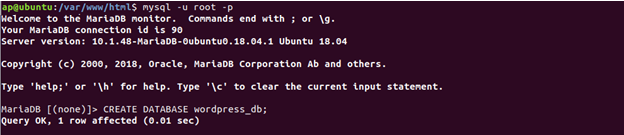 ap@ubuntu:/var/www/html$ mysql -u root -p
Welcome to the MariaDB monitor.  Commands end with ; or \g.
Your MariaDB connection id is 90
Server version: 10.1.48-MariaDB-0ubuntu0.18.04.1 Ubuntu 18.04
Copyright (c) 2000, 2018, Oracle, MariaDB Corporation Ab and others.
Type 'help;' or '\h' for help. Type '\c' to clear the current input statement.
MariaDB [(none)]> CREATE DATABASE wordpress_db;
Query OK, 1 row affected (0.01 sec)